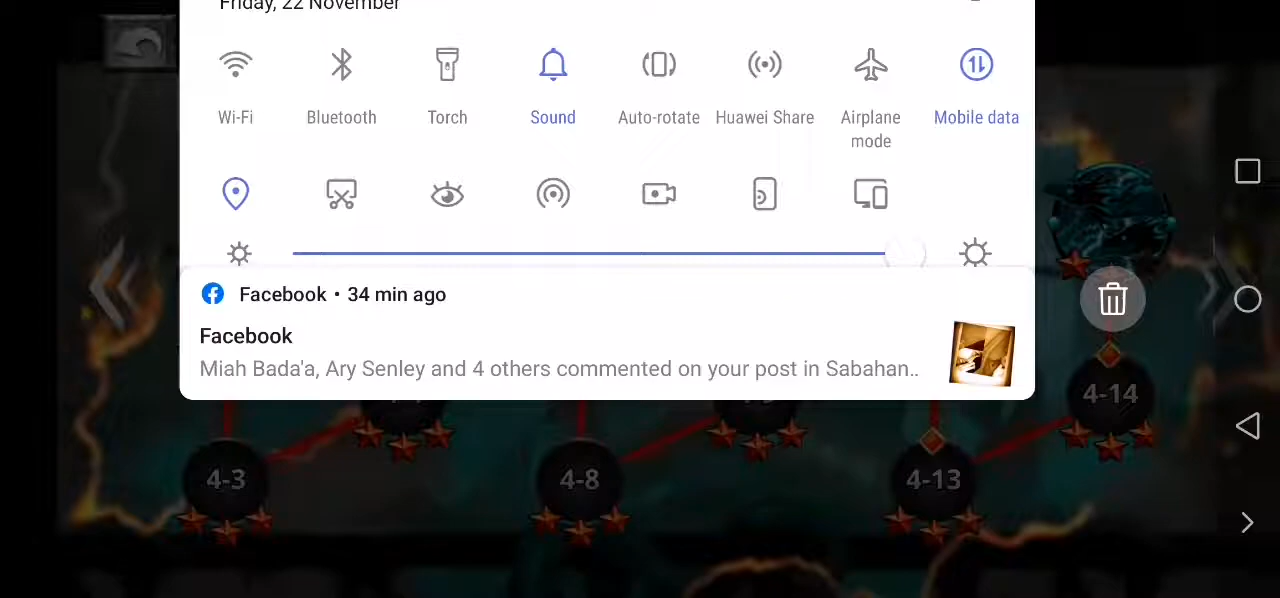 Friday, 22 November
Wi-Fi Bluetooth Torch Sound Auto-rotate Huawei Share Airplane mode Mobile data
Facebook • 34 min ago
Facebook
Miah Bada'a, Ary Senley and 4 others commented on your post in Sabahan..
4-14
4-3 4-8 4-13